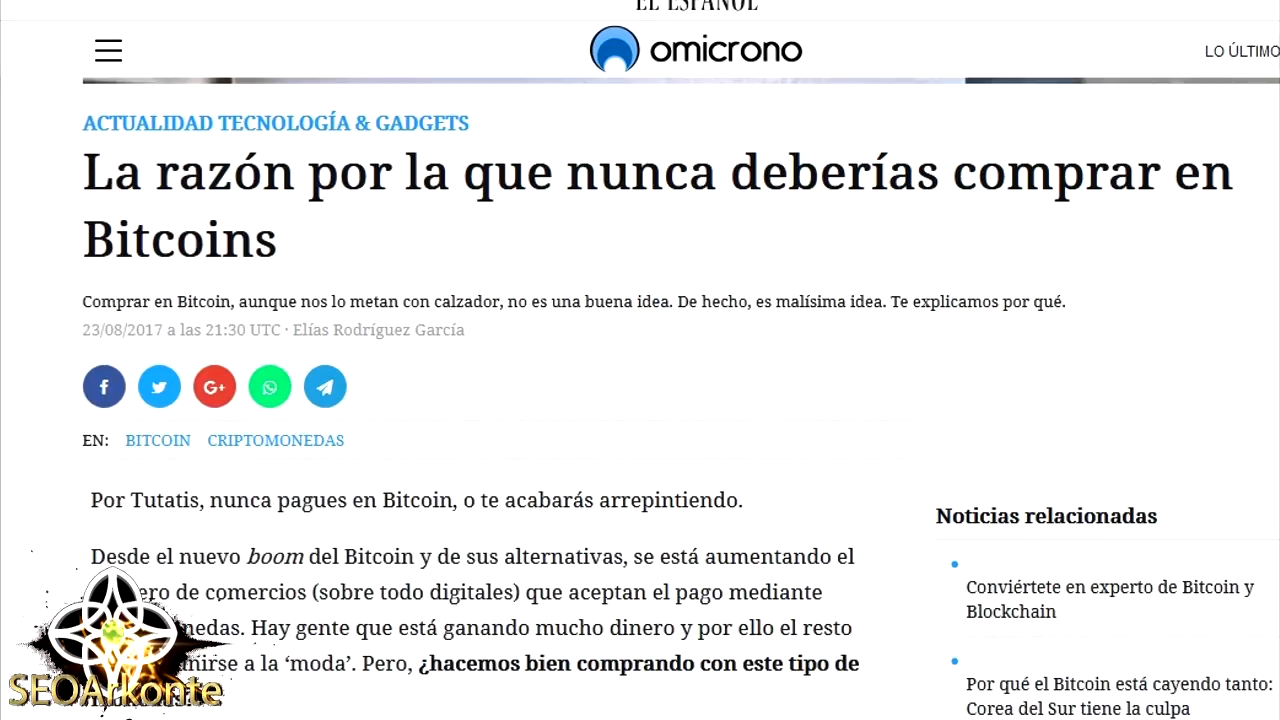 EL ESPAÑOL
omicrono
LO ÚLTIMO
ACTUALIDAD TECNOLOGÍA & GADGETS
La razón por la que nunca deberías comprar en
Bitcoins
Comprar en Bitcoin, aunque nos lo metan con calzador, no es una buena idea. De hecho, es malísima idea. Te explicamos por qué.
23/08/2017 a las 21:30 UTC · Elías Rodríguez García
EN: BITCOIN CRIPTOMONEDAS
Por Tutatis, nunca pagues en Bitcoin, o te acabarás arrepintiendo.
Desde el nuevo boom del Bitcoin y de sus alternativas, se está aumentando el
ero de comercios (sobre todo digitales) que aceptan el pago mediante
nedas. Hay gente que está ganando mucho dinero y por ello el resto
nirse a la ‘moda’. Pero, ¿hacemos bien comprando con este tipo de
Noticias relacionadas
Conviértete en experto de Bitcoin y
Blockchain
Por qué el Bitcoin está cayendo tanto:
Corea del Sur tiene la culpa
SEOArkonte